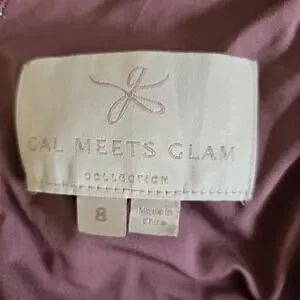 GAL MEETS GLAM
COLLECTION
8
Made in
China